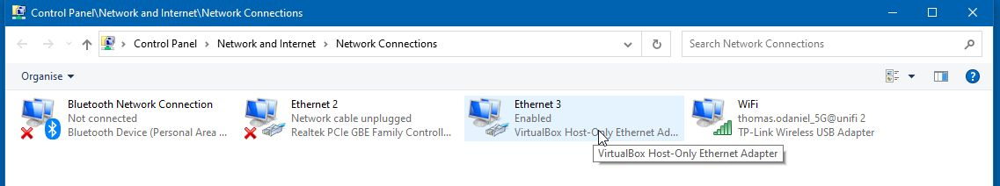 Control Panel\Network and Internet\Network Connections
Control Panel Network and Internet Network Connections
Search Network Connections
Organise
Bluetooth Network Connection
Not connected
Bluetooth Device (Personal Area ...
Ethernet 2
Network cable unplugged
Realtek PCIe GBE Family Controll...
Ethernet 3
Enabled
VirtualBox Host-Only Ethernet Ad...
WiFi
thomas.odaniel_5G@unifi 2
TP-Link Wireless USB Adapter
VirtualBox Host-Only Ethernet Adapter